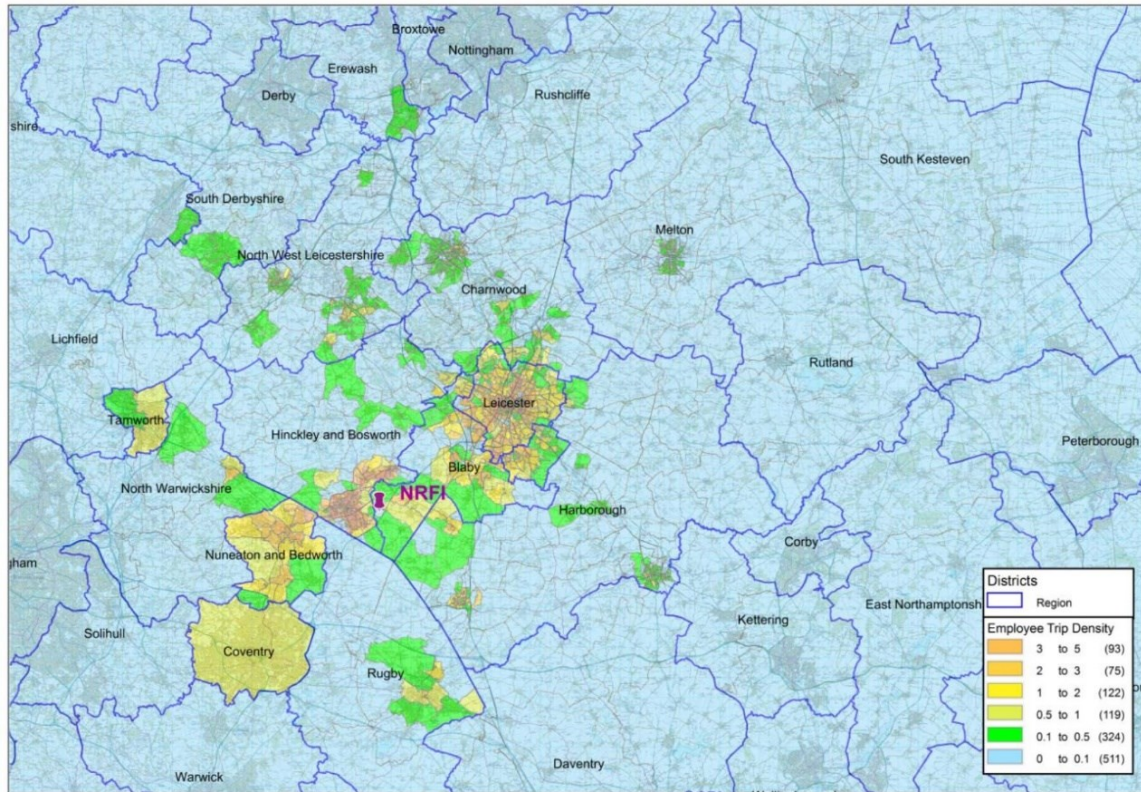 Broxtowe
Nottingham
Erewash
Derby
Rushcliffe
shire
South Kesteven
South Derbyshire
Melton
North West Leicestershire
Charnwood
Lichfield
Rutland
Leicester
Tamworth
Hinckley and Bosworth
Peterborough
Blaby
North Warwickshire
NRFI
Harborough
Corby
Nuneaton and Bedworth
gham
East Northamptonsh
Kettering
Solihull
Coventry
Rugby
Warwick
Daventry
Districts
Region
Employee Trip Density
3 to 5 (93)
2 to 3 (75)
1 to 2 (122)
0.5 to 1 (119)
0.1 to 0.5 (324)
0 to 0.1 (511)